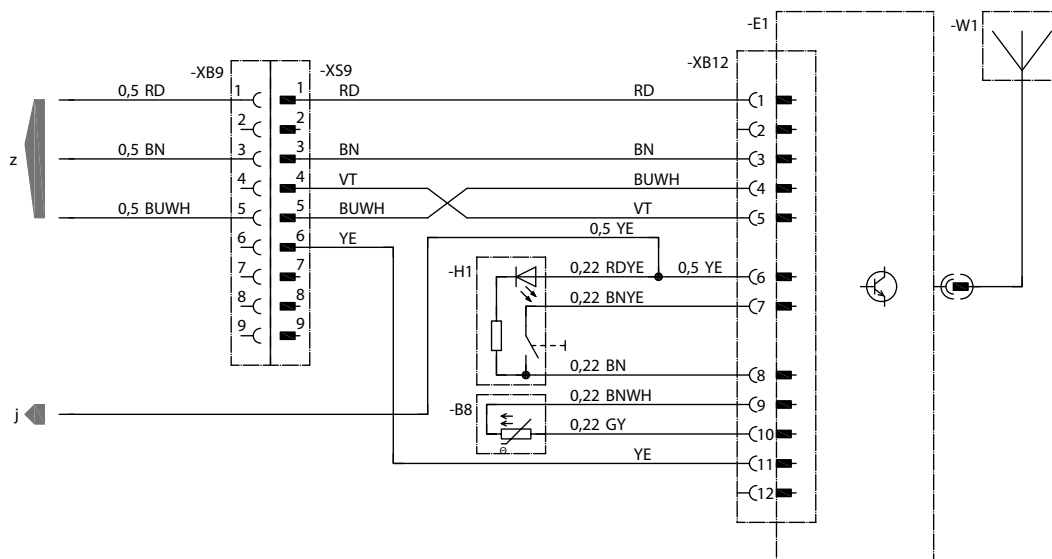 -E1 -W1
-XB9 -XS9 -XB12
0,5 RD 1 1 RD RD 1
2 2 2
z 0,5 BN 3 3 BN BN 3
4 4 VT BUWH 4
0,5 BUWH 5 5 BUWH VT 5
6 6 YE 0,5 YE
-H1 0,22 RDYE 0,5 YE 6
7 7
8 8 0,22 BNYE 7
9 9
0,22 BN 8
j -B8 0,22 BNWH 9
0,22 GY 10
Θ
YE 11
12